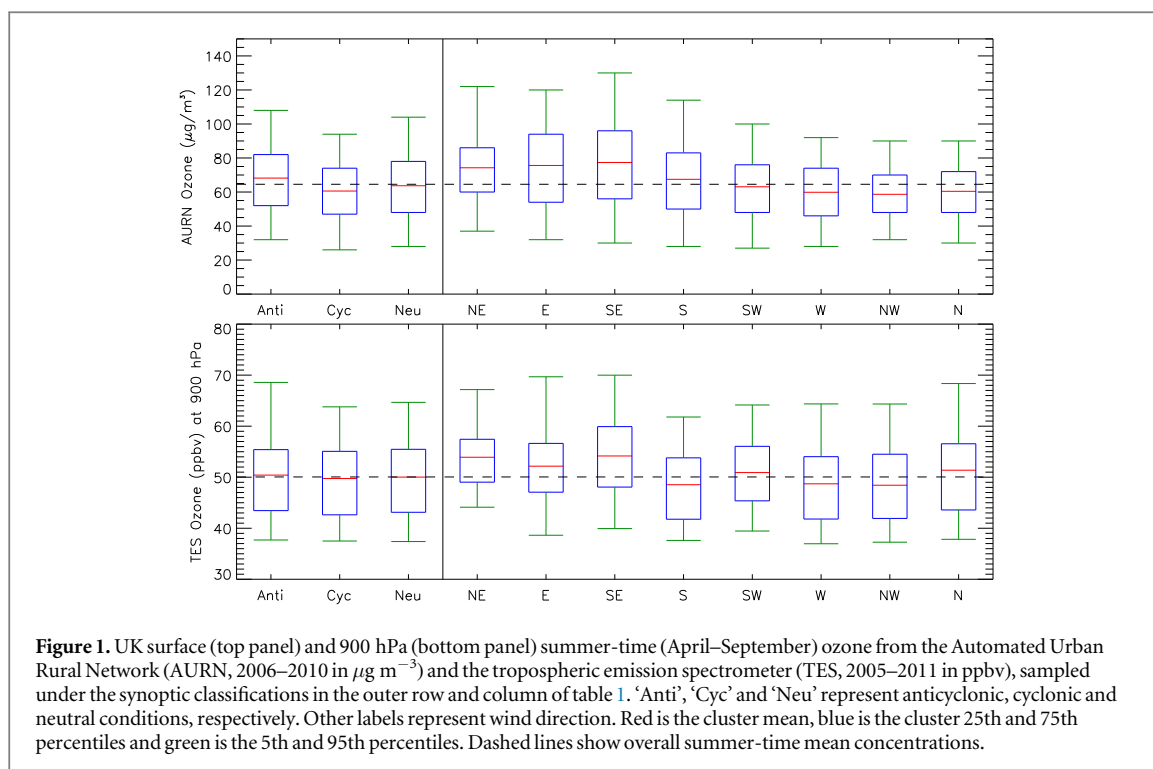 140
120
100
80
60
40
20
0
AURN Ozone (μg/m³)
Anti Cyc Neu NE E SE S SW W NW N
80
70
60
50
40
30
TES Ozone (ppbv) at 900 hPa
Anti Cyc Neu NE E SE S SW W NW N
Figure 1. UK surface (top panel) and 900 hPa (bottom panel) summer-time (April–September) ozone from the Automated Urban
Rural Network (AURN, 2006–2010 in μg m⁻³) and the tropospheric emission spectrometer (TES, 2005–2011 in ppbv), sampled
under the synoptic classifications in the outer row and column of table 1. ‘Anti’, ‘Cyc’ and ‘Neu’ represent anticyclonic, cyclonic and
neutral conditions, respectively. Other labels represent wind direction. Red is the cluster mean, blue is the cluster 25th and 75th
percentiles and green is the 5th and 95th percentiles. Dashed lines show overall summer-time mean concentrations.